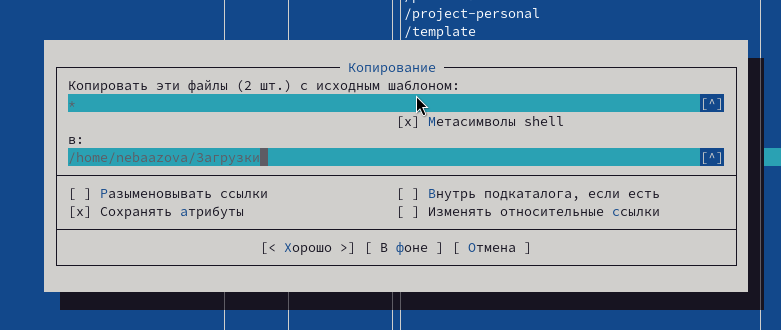 /project-personal
/template
Копирование
Копировать эти файлы (2 шт.) с исходным шаблоном:
* [^]
[x] Метасимволы shell
в:
/home/nebaazova/Загрузки [^]
[ ] Разыменовывать ссылки [ ] Внутрь подкаталога, если есть
[x] Сохранять атрибуты [ ] Изменять относительные ссылки
[< Хорошо >] [ В фоне ] [ Отмена ]